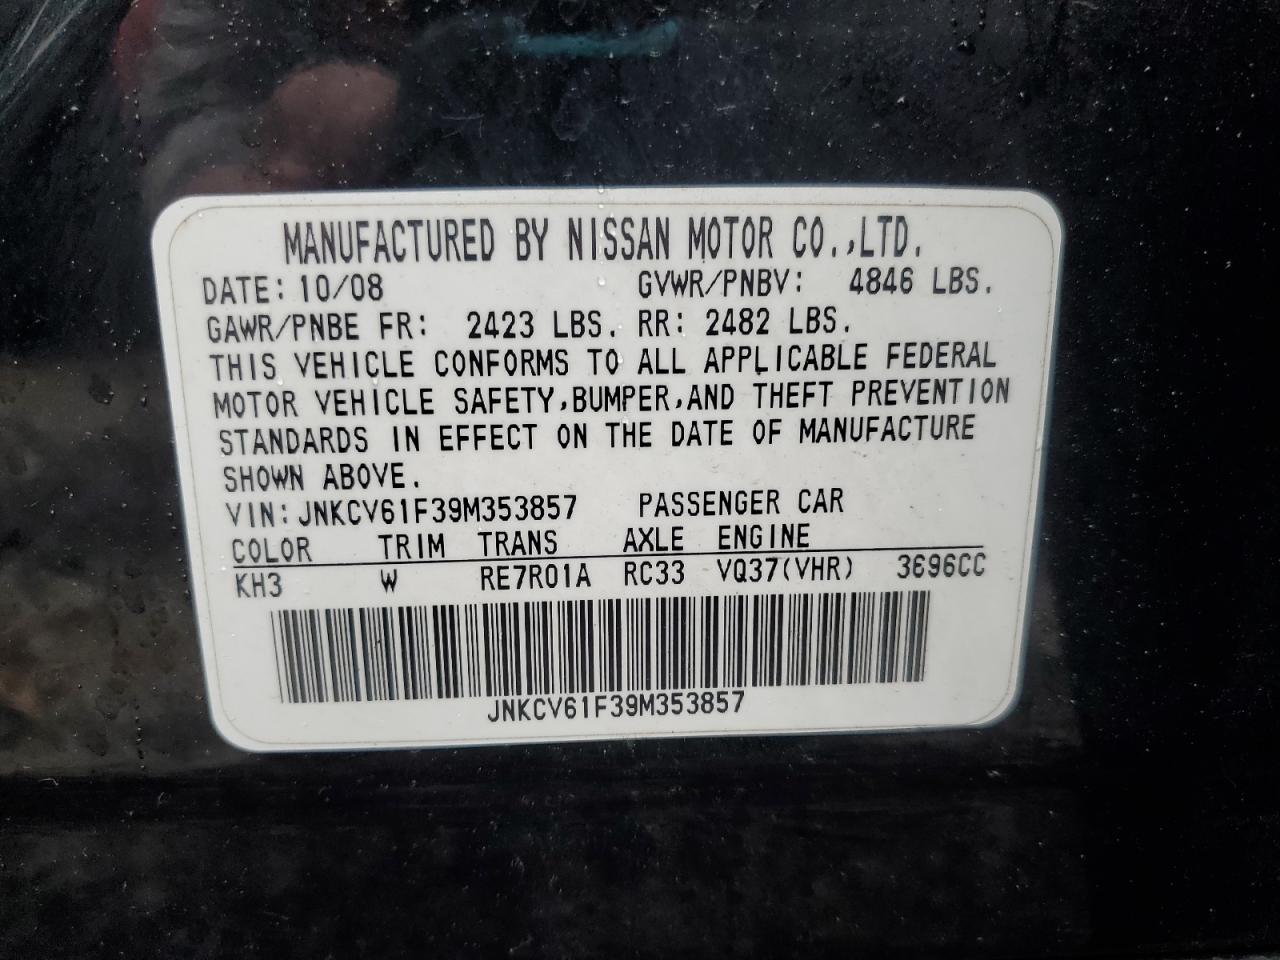 MANUFACTURED BY NISSAN MOTOR CO.,LTD.
DATE: 10/08 GVWR/PNBV: 4846 LBS.
GAWR/PNBE FR: 2423 LBS. RR: 2482 LBS.
THIS VEHICLE CONFORMS TO ALL APPLICABLE FEDERAL
MOTOR VEHICLE SAFETY,BUMPER,AND THEFT PREVENTION
STANDARDS IN EFFECT ON THE DATE OF MANUFACTURE
SHOWN ABOVE.
VIN: JNKCV61F39M353857 PASSENGER CAR
COLOR TRIM TRANS AXLE ENGINE
KH3 W RE7R01A RC33 VQ37(VHR) 3696CC
JNKCV61F39M353857